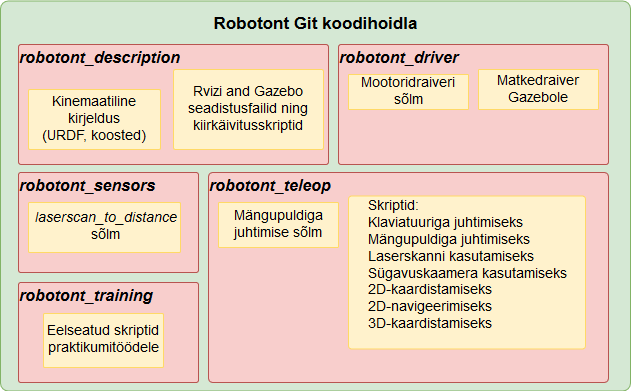 Robotont Git koodihoidla
robotont_description
Kinemaatiline
kirjeldus
(URDF, koosted)
Rvizi and Gazebo
seadistusfailid ning
kiirkäivitusskriptid
robotont_driver
Mootoridraiveri
sõlm
Matkedraiver
Gazebole
robotont_sensors
laserscan_to_distance
sõlm
robotont_teleop
Mängupuldiga
juhtimise sõlm
Skriptid:
Klaviatuuriga juhtimiseks
Mängupuldiga juhtimiseks
Laserskanni kasutamiseks
Sügavuskaamera kasutamiseks
2D-kaardistamiseks
2D-navigeerimiseks
3D-kaardistamiseks
robotont_training
Eelseatud skriptid
praktikumitöödele